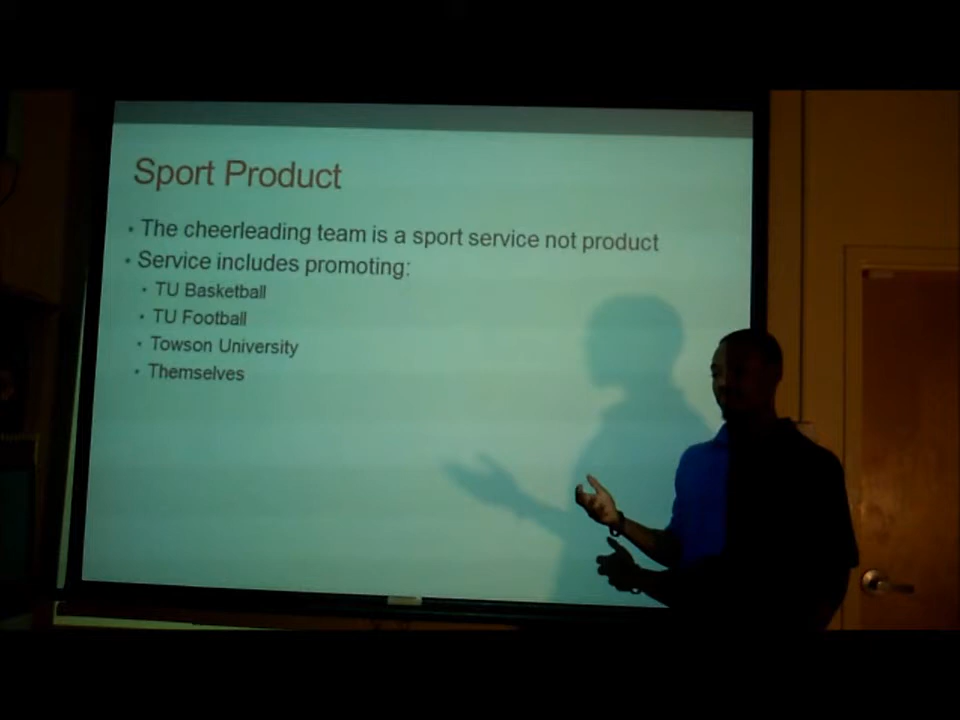 Sport Product
• The cheerleading team is a sport service not product
• Service includes promoting:
• TU Basketball
• TU Football
• Towson University
• Themselves